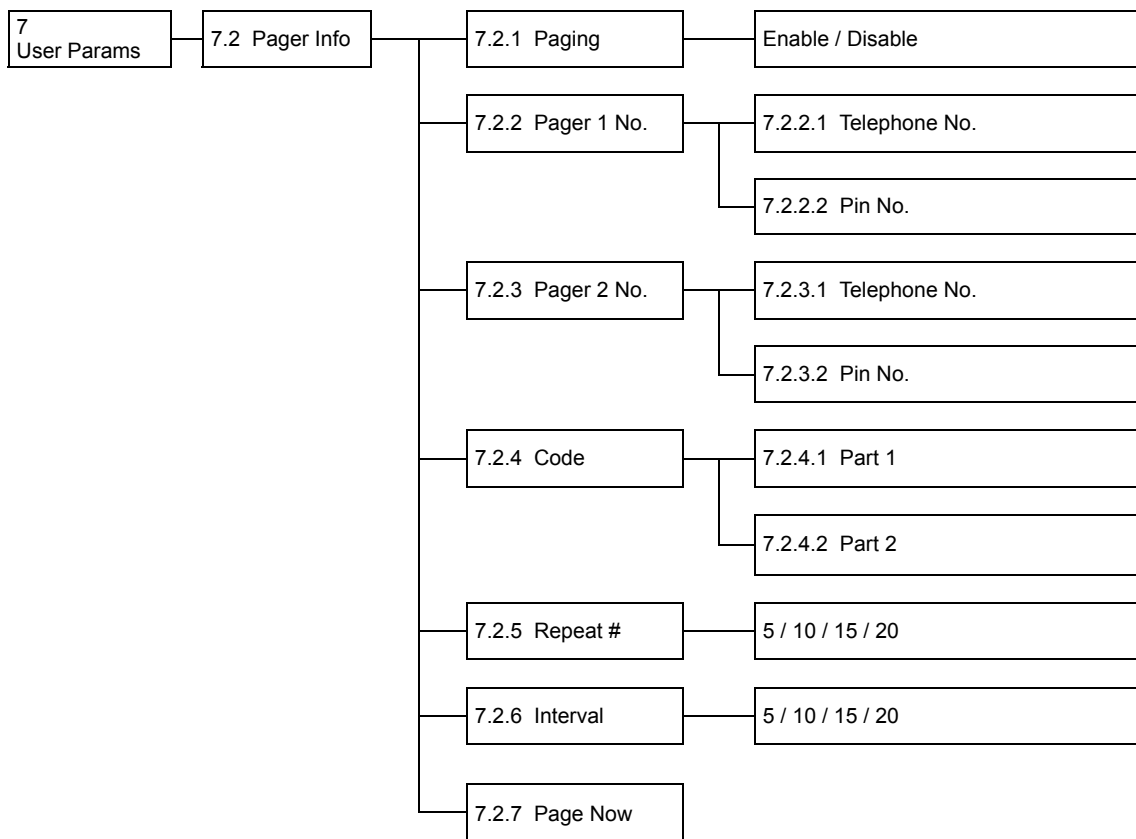 7
User Params
7.2 Pager Info
7.2.1 Paging
Enable / Disable
7.2.2 Pager 1 No.
7.2.2.1 Telephone No.
7.2.2.2 Pin No.
7.2.3 Pager 2 No.
7.2.3.1 Telephone No.
7.2.3.2 Pin No.
7.2.4 Code
7.2.4.1 Part 1
7.2.4.2 Part 2
7.2.5 Repeat #
5 / 10 / 15 / 20
7.2.6 Interval
5 / 10 / 15 / 20
7.2.7 Page Now